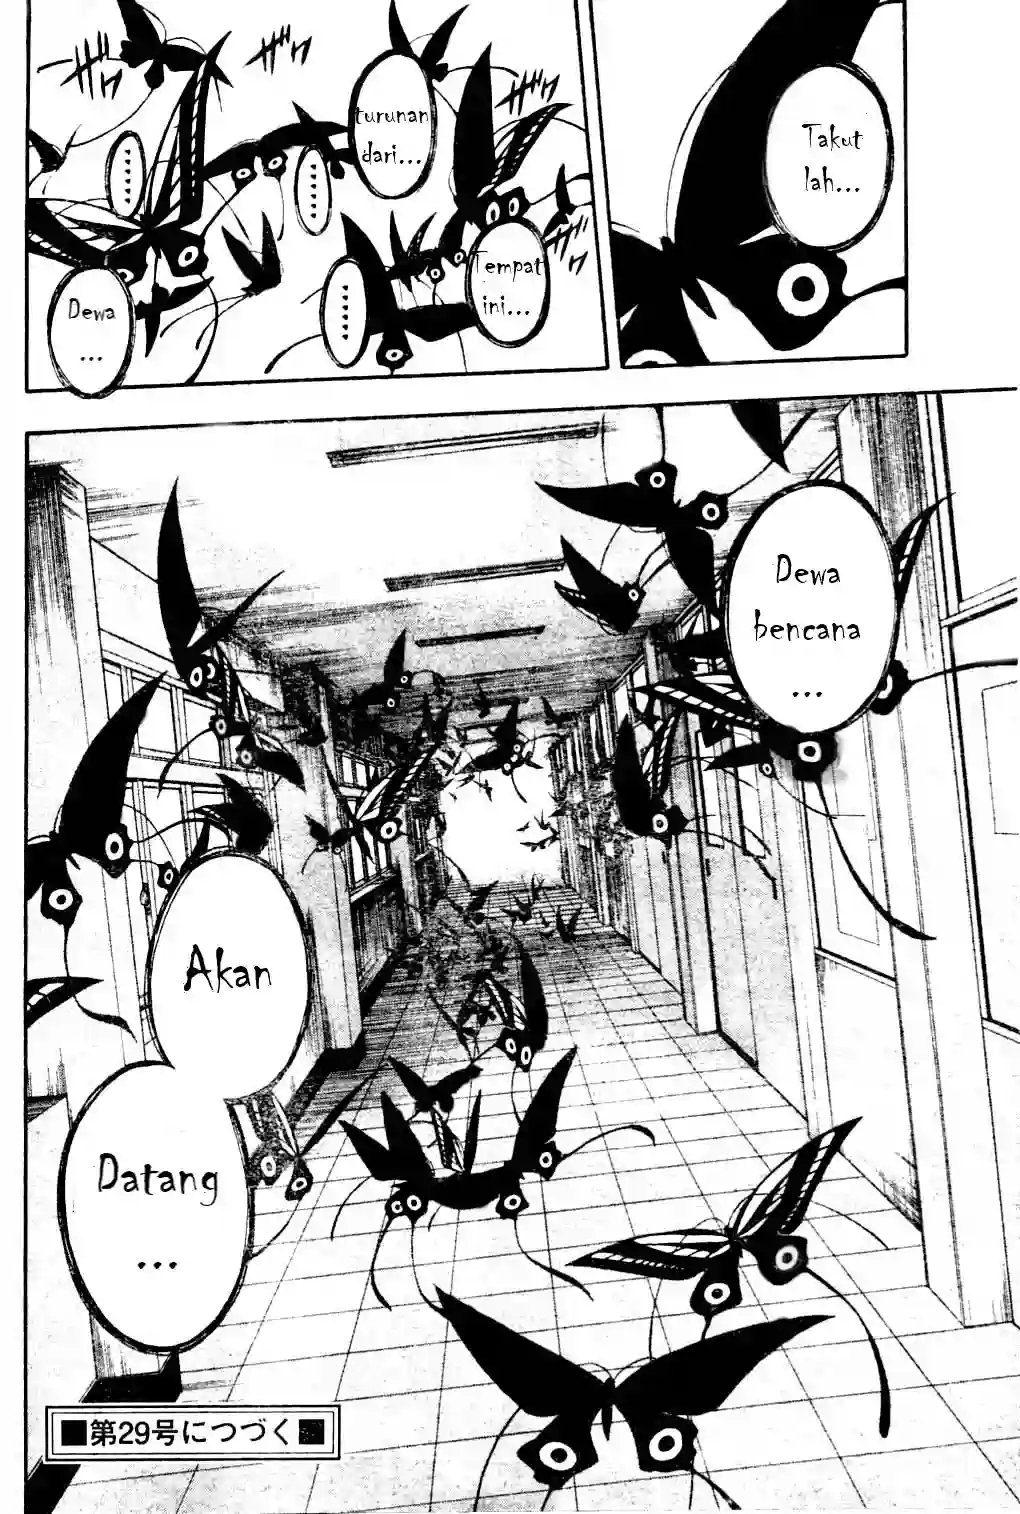 Takut
lah...
turunan
dari...
Tempat
ini...
Dewa
...
Dewa
bencana
...
Akan
Datang
...
■第29号につづく■